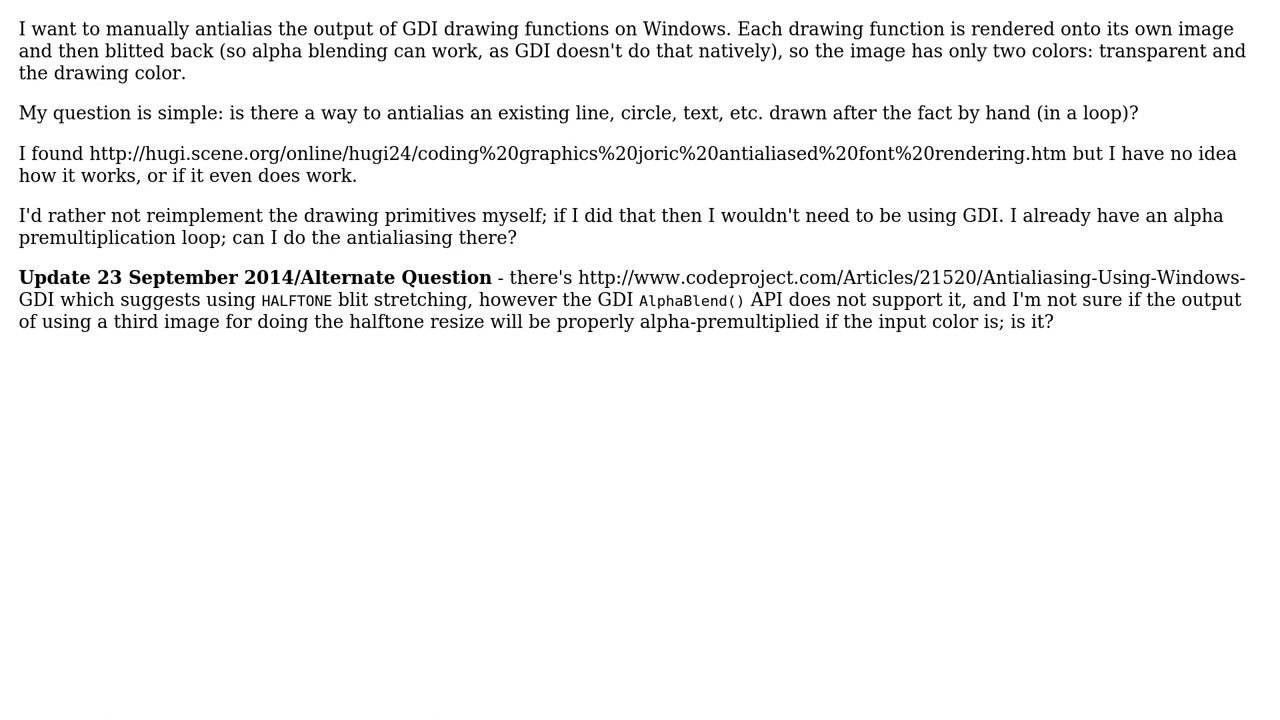 I want to manually antialias the output of GDI drawing functions on Windows. Each drawing function is rendered onto its own image
and then blitted back (so alpha blending can work, as GDI doesn't do that natively), so the image has only two colors: transparent and
the drawing color.
My question is simple: is there a way to antialias an existing line, circle, text, etc. drawn after the fact by hand (in a loop)?
I found http://hugi.scene.org/online/hugi24/coding%20graphics%20joric%20antialiased%20font%20rendering.htm but I have no idea
how it works, or if it even does work.
I'd rather not reimplement the drawing primitives myself; if I did that then I wouldn't need to be using GDI. I already have an alpha
premultiplication loop; can I do the antialiasing there?
Update 23 September 2014/Alternate Question - there's http://www.codeproject.com/Articles/21520/Antialiasing-Using-Windows-
GDI which suggests using HALFTONE blit stretching, however the GDI AlphaBlend() API does not support it, and I'm not sure if the output
of using a third image for doing the halftone resize will be properly alpha-premultiplied if the input color is; is it?